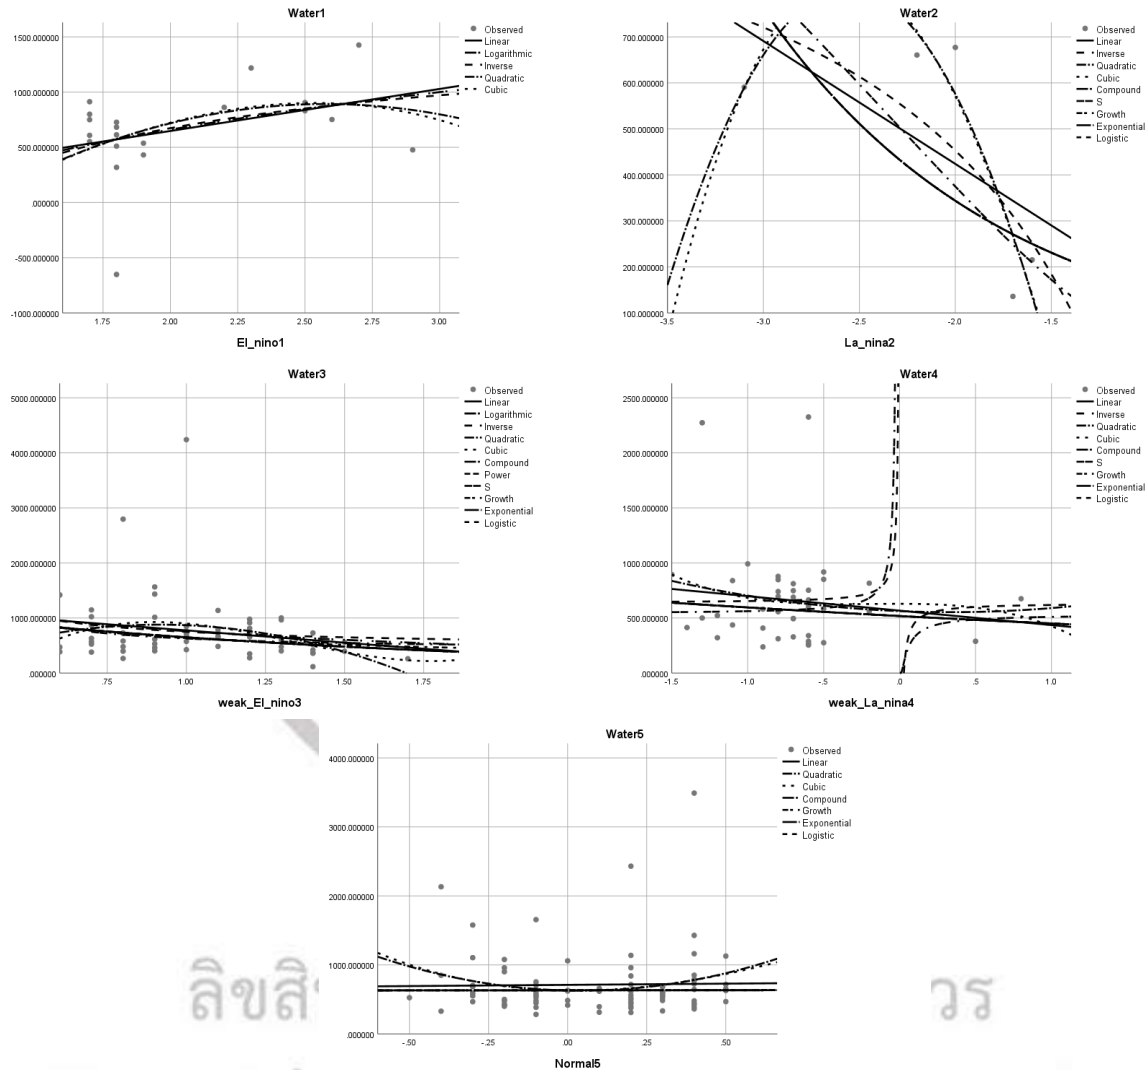 Water1
1500.000000
1000.000000
500.000000
.000000
-500.000000
-1000.000000
1.75
2.00
2.25
2.50
2.75
3.00
El_nino1
Observed
Linear
Logarithmic
Inverse
Quadratic
Cubic
Water2
700.000000
600.000000
500.000000
400.000000
300.000000
200.000000
100.000000
-3.5
-3.0
-2.5
-2.0
-1.5
La_nina2
Observed
Linear
Inverse
Quadratic
Cubic
Compound
S
Growth
Exponential
Logistic
Water3
5000.000000
4000.000000
3000.000000
2000.000000
1000.000000
.000000
.75
1.00
1.25
1.50
1.75
weak_El_nino3
Observed
Linear
Logarithmic
Inverse
Quadratic
Cubic
Compound
Power
S
Growth
Exponential
Logistic
Water4
2500.000000
2000.000000
1500.000000
1000.000000
500.000000
.000000
-1.5
-1.0
-.5
.0
.5
1.0
weak_La_nina4
Observed
Linear
Inverse
Quadratic
Cubic
Compound
S
Growth
Exponential
Logistic
Water5
4000.000000
3000.000000
2000.000000
1000.000000
.000000
-.50
-.25
.00
.25
.50
Normal5
Observed
Linear
Quadratic
Cubic
Compound
Growth
Exponential
Logistic